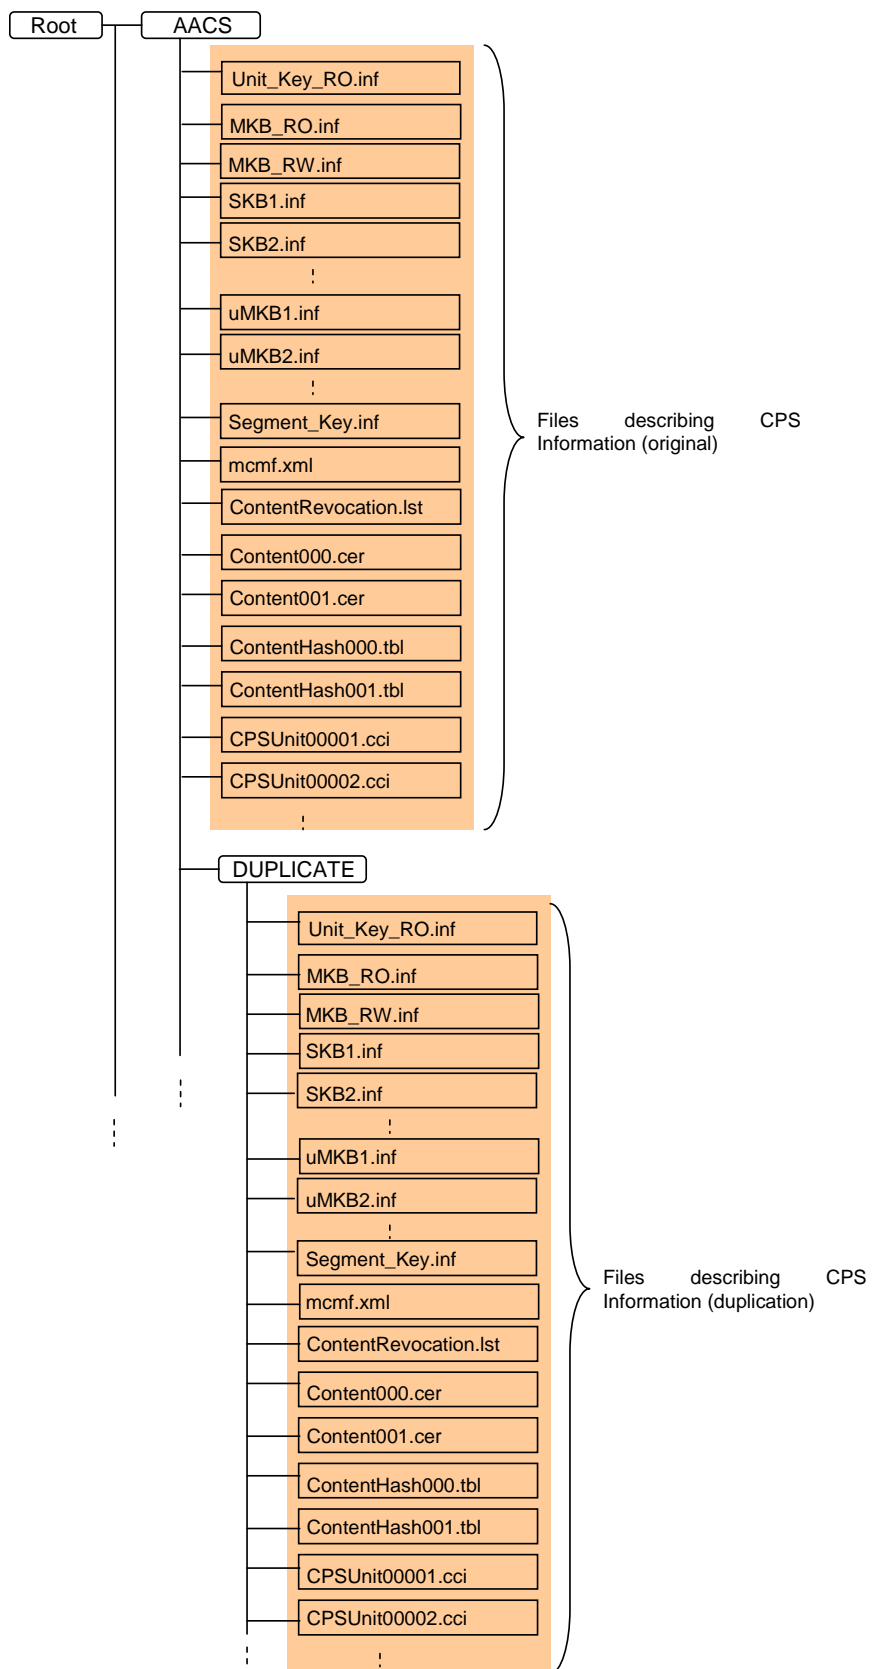 Root
AACS
Unit_Key_RO.inf
MKB_RO.inf
MKB_RW.inf
SKB1.inf
SKB2.inf
uMKB1.inf
uMKB2.inf
Segment_Key.inf
mcmf.xml
ContentRevocation.lst
Content000.cer
Content001.cer
ContentHash000.tbl
ContentHash001.tbl
CPSUnit00001.cci
CPSUnit00002.cci
Files describing CPS
Information (original)
DUPLICATE
Unit_Key_RO.inf
MKB_RO.inf
MKB_RW.inf
SKB1.inf
SKB2.inf
uMKB1.inf
uMKB2.inf
Segment_Key.inf
mcmf.xml
ContentRevocation.lst
Content000.cer
Content001.cer
ContentHash000.tbl
ContentHash001.tbl
CPSUnit00001.cci
CPSUnit00002.cci
Files describing CPS
Information (duplication)